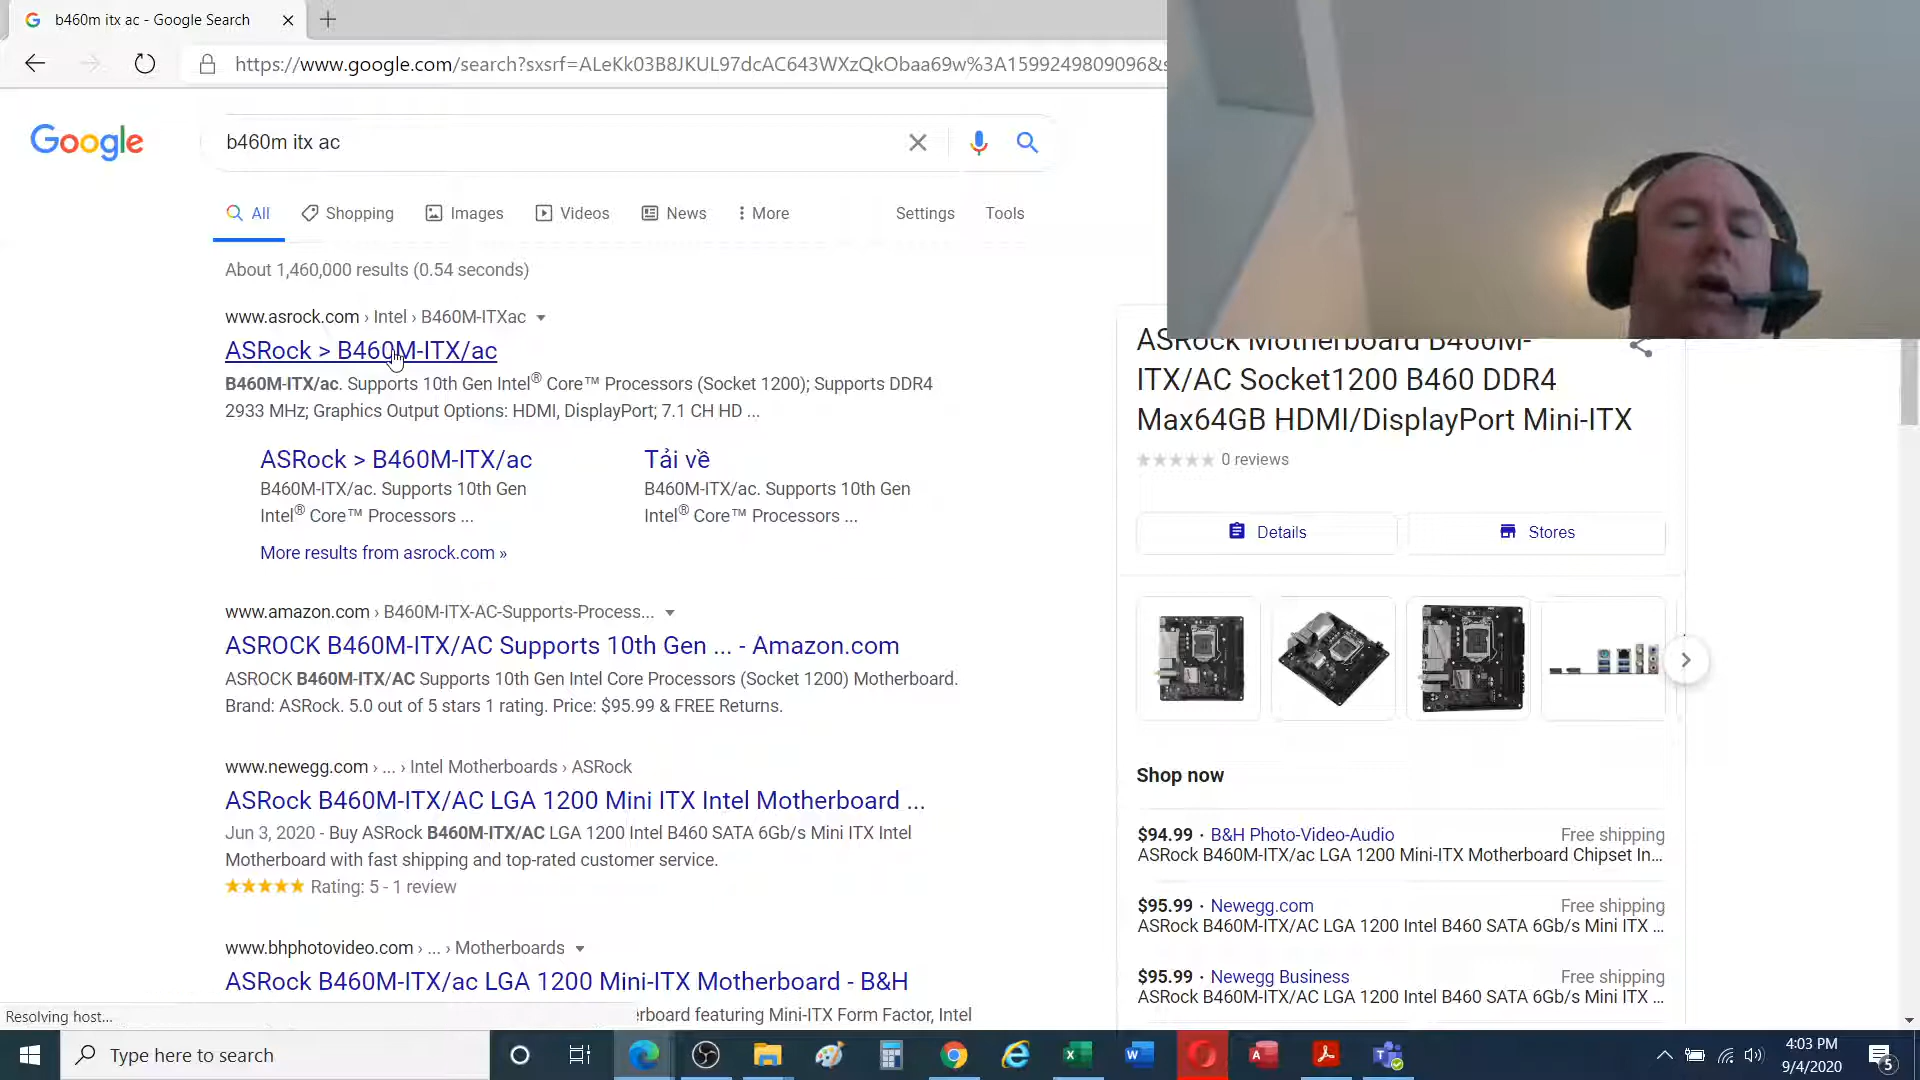 b460m itx ac - Google Search
https://www.google.com/search?sxsrf=ALeKk03B8JKUL97dcAC643WXzQkObaa69w%3A1599249809096&s
Google
b460m itx ac
All
Shopping
Images
Videos
News
More
Settings
Tools
About 1,460,000 results (0.54 seconds)
www.asrock.com › Intel › B460M-ITXac
ASRock > B460M-ITX/ac
B460M-ITX/ac. Supports 10th Gen Intel® Core™ Processors (Socket 1200); Supports DDR4
2933 MHz; Graphics Output Options: HDMI, DisplayPort; 7.1 CH HD ...
ASRock > B460M-ITX/ac
B460M-ITX/ac. Supports 10th Gen
Intel® Core™ Processors ...
Tải về
B460M-ITX/ac. Supports 10th Gen
Intel® Core™ Processors ...
More results from asrock.com »
www.amazon.com › B460M-ITX-AC-Supports-Process...
ASROCK B460M-ITX/AC Supports 10th Gen ... - Amazon.com
ASROCK B460M-ITX/AC Supports 10th Gen Intel Core Processors (Socket 1200) Motherboard.
Brand: ASRock. 5.0 out of 5 stars 1 rating. Price: $95.99 & FREE Returns.
www.newegg.com › ... › Intel Motherboards › ASRock
ASRock B460M-ITX/AC LGA 1200 Mini ITX Intel Motherboard ...
Jun 3, 2020 - Buy ASRock B460M-ITX/AC LGA 1200 Intel B460 SATA 6Gb/s Mini ITX Intel
Motherboard with fast shipping and top-rated customer service.
Rating: 5 - 1 review
www.bhphotovideo.com › ... › Motherboards
ASRock B460M-ITX/ac LGA 1200 Mini-ITX Motherboard - B&H
erboard featuring Mini-ITX Form Factor, Intel
ASRock Motherboard B460M-
ITX/AC Socket1200 B460 DDR4
Max64GB HDMI/DisplayPort Mini-ITX
0 reviews
Details
Stores
Shop now
$94.99 · B&H Photo-Video-Audio Free shipping
ASRock B460M-ITX/ac LGA 1200 Mini-ITX Motherboard Chipset In...
$95.99 · Newegg.com Free shipping
ASRock B460M-ITX/AC LGA 1200 Intel B460 SATA 6Gb/s Mini ITX ...
$95.99 · Newegg Business Free shipping
ASRock B460M-ITX/AC LGA 1200 Intel B460 SATA 6Gb/s Mini ITX ...
Resolving host...
Type here to search
4:03 PM
9/4/2020
5